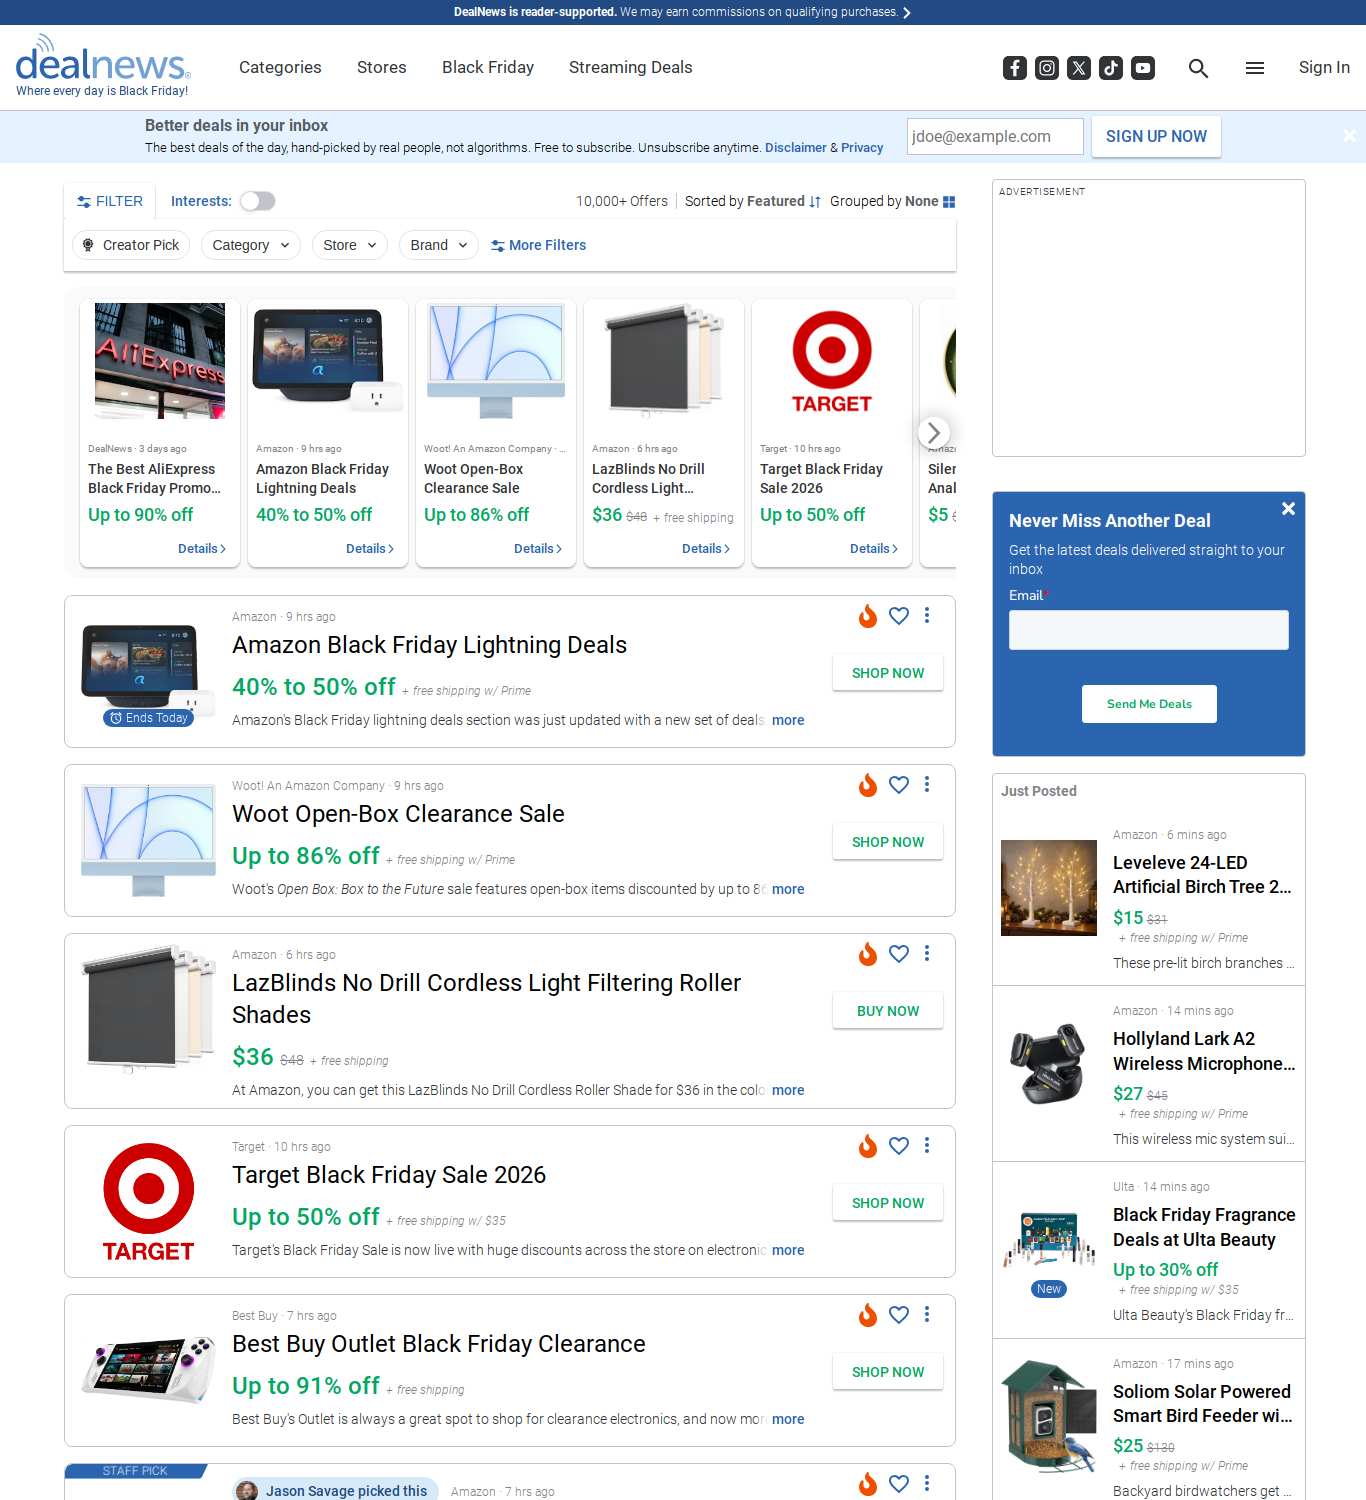 DealNews is reader-supported. We may earn commissions on qualifying purchases.
dealnews®
Where every day is Black Friday!
Categories
Stores
Black Friday
Streaming Deals
Sign In
Better deals in your inbox
The best deals of the day, hand-picked by real people, not algorithms. Free to subscribe. Unsubscribe anytime. Disclaimer & Privacy
jdoe@example.com
SIGN UP NOW
FILTER
Interests:
10,000+ Offers
Sorted by Featured
Grouped by None
Creator Pick
Category
Store
Brand
More Filters
AliExpress
DealNews · 3 days ago
The Best AliExpress
Black Friday Promo...
Up to 90% off
Details
Amazon · 9 hrs ago
Amazon Black Friday
Lightning Deals
40% to 50% off
Details
Woot! An Amazon Company · ...
Woot Open-Box
Clearance Sale
Up to 86% off
Details
Amazon · 6 hrs ago
LazBlinds No Drill
Cordless Light...
$36 $48 + free shipping
Details
TARGET
Target · 10 hrs ago
Target Black Friday
Sale 2026
Up to 50% off
Details
$5
Amazon · 9 hrs ago
Amazon Black Friday Lightning Deals
40% to 50% off + free shipping w/ Prime
Amazon's Black Friday lightning deals section was just updated with a new set of deals more
SHOP NOW
Ends Today
Woot! An Amazon Company · 9 hrs ago
Woot Open-Box Clearance Sale
Up to 86% off + free shipping w/ Prime
Woot's Open Box: Box to the Future sale features open-box items discounted by up to 86 more
SHOP NOW
Amazon · 6 hrs ago
LazBlinds No Drill Cordless Light Filtering Roller
Shades
$36 $48 + free shipping
At Amazon, you can get this LazBlinds No Drill Cordless Roller Shade for $36 in the colo more
BUY NOW
TARGET
Target · 10 hrs ago
Target Black Friday Sale 2026
Up to 50% off + free shipping w/ $35
Target's Black Friday Sale is now live with huge discounts across the store on electronic more
SHOP NOW
Best Buy · 7 hrs ago
Best Buy Outlet Black Friday Clearance
Up to 91% off + free shipping
Best Buy's Outlet is always a great spot to shop for clearance electronics, and now mor more
SHOP NOW
STAFF PICK
Jason Savage picked this
Amazon · 7 hrs ago
ADVERTISEMENT
Never Miss Another Deal
Get the latest deals delivered straight to your
inbox
Email*
Send Me Deals
Just Posted
Amazon · 6 mins ago
Leveleve 24-LED
Artificial Birch Tree 2...
$15 $31
+ free shipping w/ Prime
These pre-lit birch branches ...
Amazon · 14 mins ago
Hollyland Lark A2
Wireless Microphone...
$27 $45
+ free shipping w/ Prime
This wireless mic system sui...
Ulta · 14 mins ago
Black Friday Fragrance
Deals at Ulta Beauty
Up to 30% off
+ free shipping w/ $35
Ulta Beauty's Black Friday fr...
New
Amazon · 17 mins ago
Soliom Solar Powered
Smart Bird Feeder wi...
$25 $130
+ free shipping w/ Prime
Backyard birdwatchers get ...